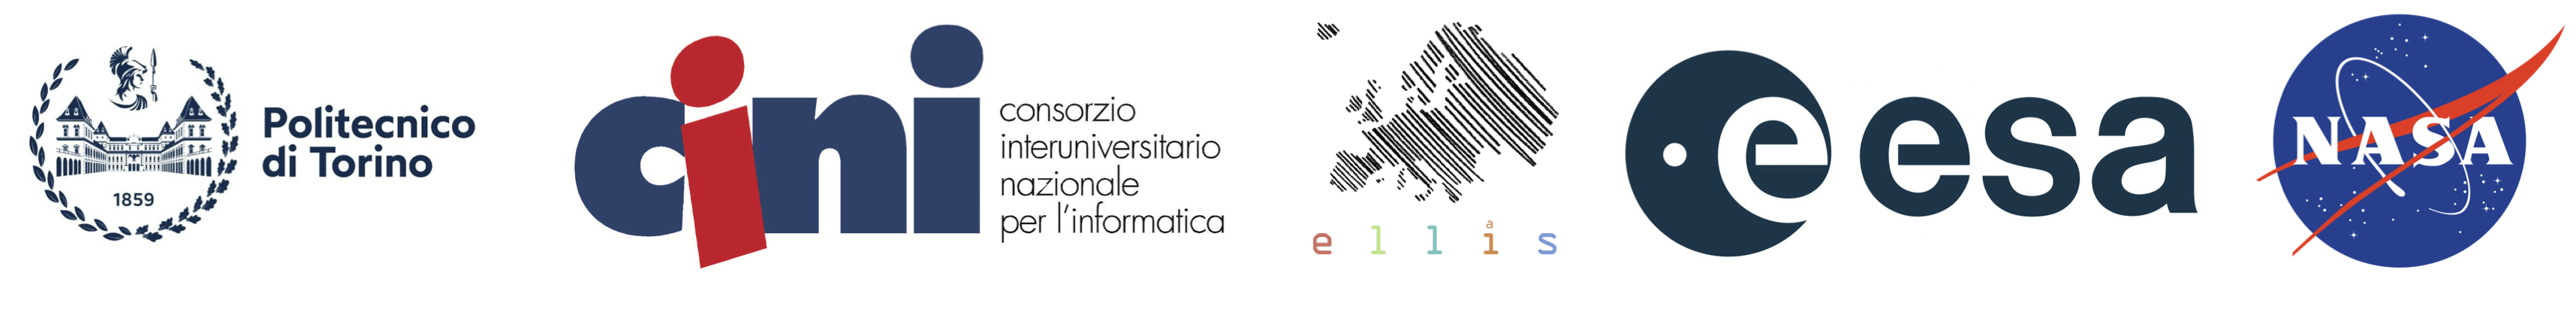 Politecnico
di Torino
1859
cini
consorzio
interuniversitario
nazionale
per l'informatica
a
e l l i s
e esa
NASA